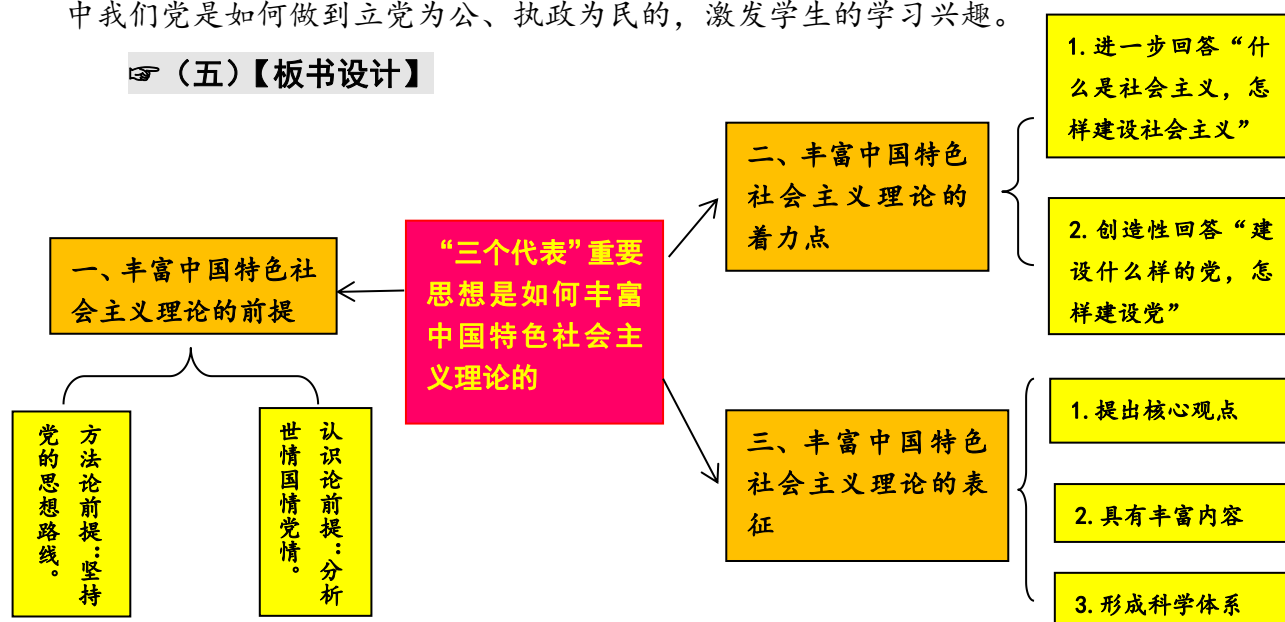 中我们党是如何做到立党为公、执政为民的，激发学生的学习兴趣。
☞（五）【板书设计】
“三个代表”重要
思想是如何丰富
中国特色社会主
义理论的
一、丰富中国特色社
会主义理论的前提
方法论前提：坚持
党的思想路线。
认识论前提：分析
世情国情党情。
二、丰富中国特色
社会主义理论的
着力点
1.进一步回答“什
么是社会主义，怎
样建设社会主义”
2.创造性回答“建
设什么样的党，怎
样建设党”
三、丰富中国特色
社会主义理论的表
征
1.提出核心观点
2.具有丰富内容
3.形成科学体系